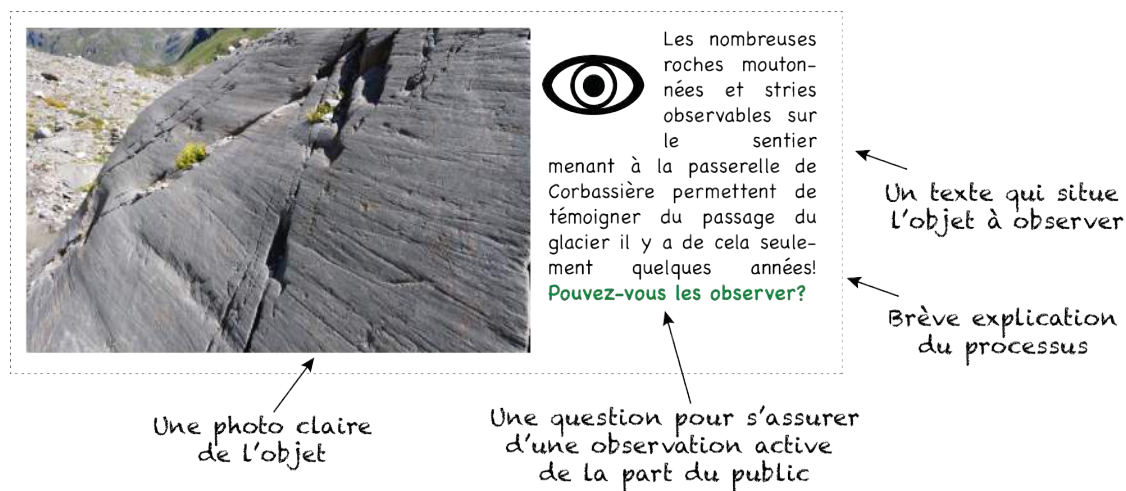 Les nombreuses
roches mouton-
nées et stries
observables sur
le sentier
menant à la passerelle de
Corbassière permettent de
témoigner du passage du
glacier il y a de cela seule-
ment quelques années!
Pouvez-vous les observer?
Un texte qui situe
l'objet à observer
Brève explication
du processus
Une photo claire
de l'objet
Une question pour s'assurer
d'une observation active
de la part du public